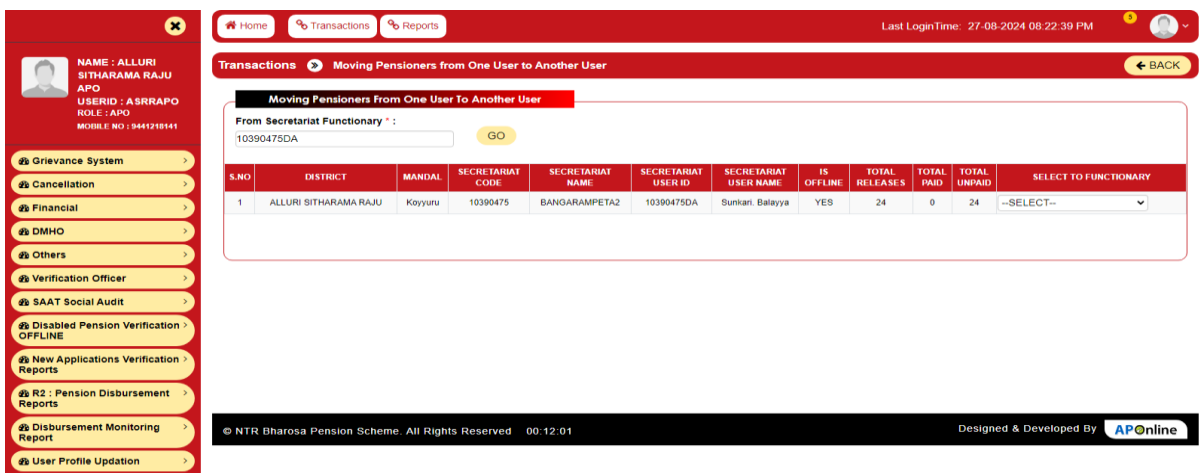 NAME : ALLURI
SITHARAMA RAJU
APO
USERID : ASRRAPO
ROLE : APO
MOBILE NO : 9441218141
Grievance System
Cancellation
Financial
DMHO
Others
Verification Officer
SAAT Social Audit
Disabled Pension Verification
OFFLINE
New Applications Verification
Reports
R2 : Pension Disbursement
Reports
Disbursement Monitoring
Report
User Profile Updation
Home Transactions Reports Last LoginTime: 27-08-2024 08:22:39 PM 5
Transactions Moving Pensioners from One User to Another User BACK
Moving Pensioners From One User To Another User
From Secretariat Functionary * :
10390475DA GO
S.NO DISTRICT MANDAL SECRETARIAT CODE SECRETARIAT NAME SECRETARIAT USER ID SECRETARIAT USER NAME IS OFFLINE TOTAL RELEASES TOTAL PAID TOTAL UNPAID SELECT TO FUNCTIONARY
1 ALLURI SITHARAMA RAJU Koyyuru 10390475 BANGARAMPETA2 10390475DA Sunkari. Balayya YES 24 0 24 --SELECT--
© NTR Bharosa Pension Scheme. All Rights Reserved 00:12:01 Designed & Developed By APOnline